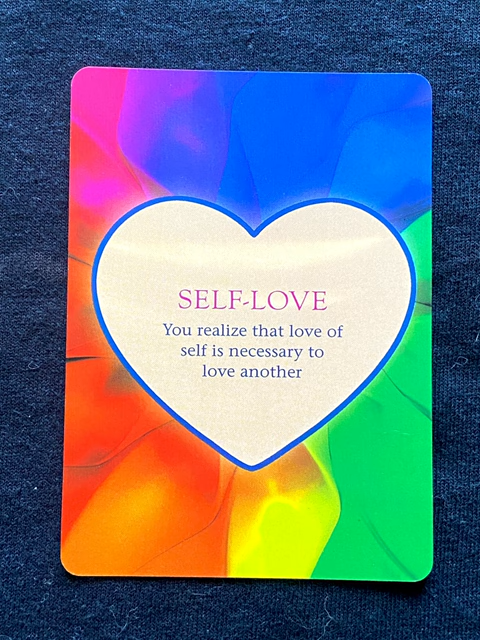 SELF-LOVE
You realize that love of
self is necessary to
love another